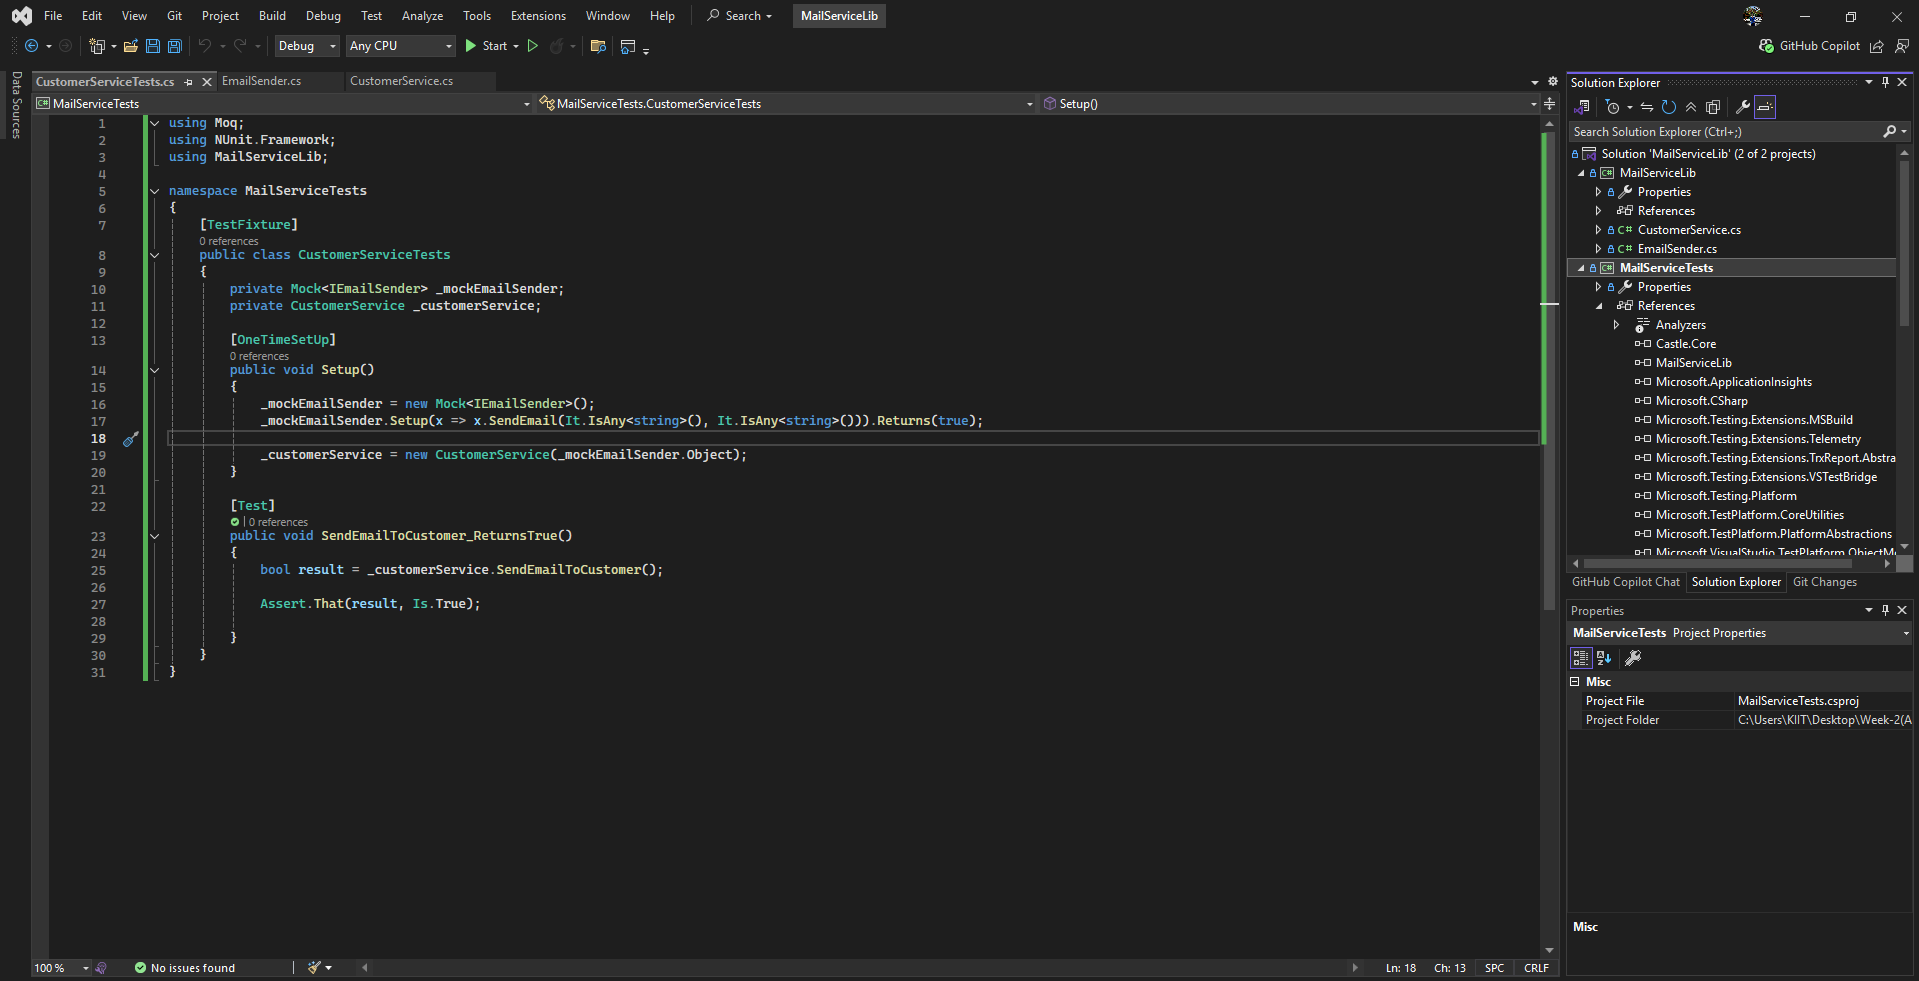 File Edit View Git Project Build Debug Test Analyze Tools Extensions Window Help Search MailServiceLib
Debug Any CPU Start GitHub Copilot
Data Sources
CustomerServiceTests.cs EmailSender.cs CustomerService.cs
MailServiceTests MailServiceTests.CustomerServiceTests Setup()
1 using Moq;
2 using NUnit.Framework;
3 using MailServiceLib;
4
5 namespace MailServiceTests
6 {
7 [TestFixture]
0 references
8 public class CustomerServiceTests
9 {
10 private Mock<IEmailSender> _mockEmailSender;
11 private CustomerService _customerService;
12
13 [OneTimeSetUp]
0 references
14 public void Setup()
15 {
16 _mockEmailSender = new Mock<IEmailSender>();
17 _mockEmailSender.Setup(x => x.SendEmail(It.IsAny<string>(), It.IsAny<string>())).Returns(true);
18
19 _customerService = new CustomerService(_mockEmailSender.Object);
20 }
21
22 [Test]
| 0 references
23 public void SendEmailToCustomer_ReturnsTrue()
24 {
25 bool result = _customerService.SendEmailToCustomer();
26
27 Assert.That(result, Is.True);
28
29 }
30 }
31 }
100 % No issues found Ln: 18 Ch: 13 SPC CRLF
Solution Explorer
Search Solution Explorer (Ctrl+;)
Solution 'MailServiceLib' (2 of 2 projects)
C# MailServiceLib
Properties
References
C# CustomerService.cs
C# EmailSender.cs
C# MailServiceTests
Properties
References
Analyzers
Castle.Core
MailServiceLib
Microsoft.ApplicationInsights
Microsoft.CSharp
Microsoft.Testing.Extensions.MSBuild
Microsoft.Testing.Extensions.Telemetry
Microsoft.Testing.Extensions.TrxReport.Abstra
Microsoft.Testing.Extensions.VSTestBridge
Microsoft.Testing.Platform
Microsoft.TestPlatform.CoreUtilities
Microsoft.TestPlatform.PlatformAbstractions
Microsoft.VisualStudio.TestPlatform.ObjectM
GitHub Copilot Chat Solution Explorer Git Changes
Properties
MailServiceTests Project Properties
Misc
Project File MailServiceTests.csproj
Project Folder C:\Users\KIIT\Desktop\Week-2(A
Misc